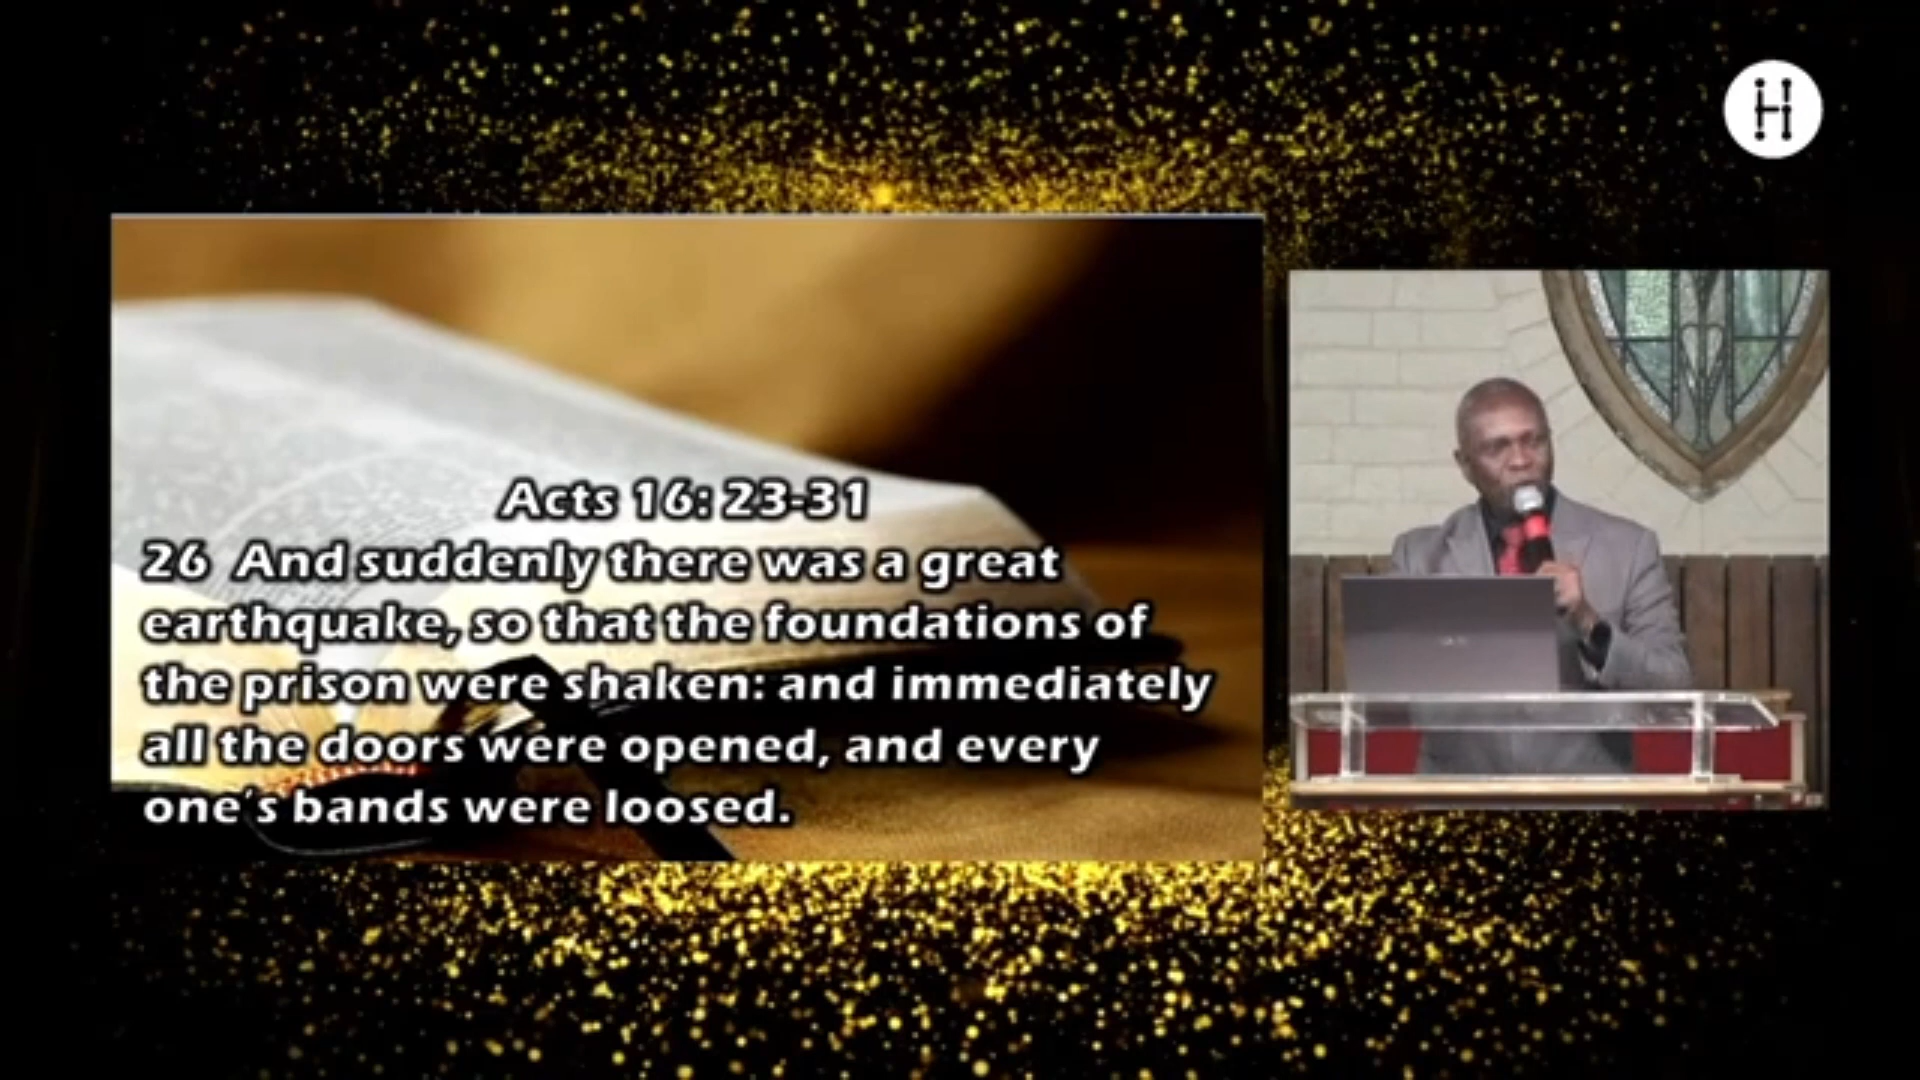 H
Acts 16: 23-31
26 And suddenly there was a great
earthquake, so that the foundations of
the prison were shaken: and immediately
all the doors were opened, and every
one's bands were loosed.